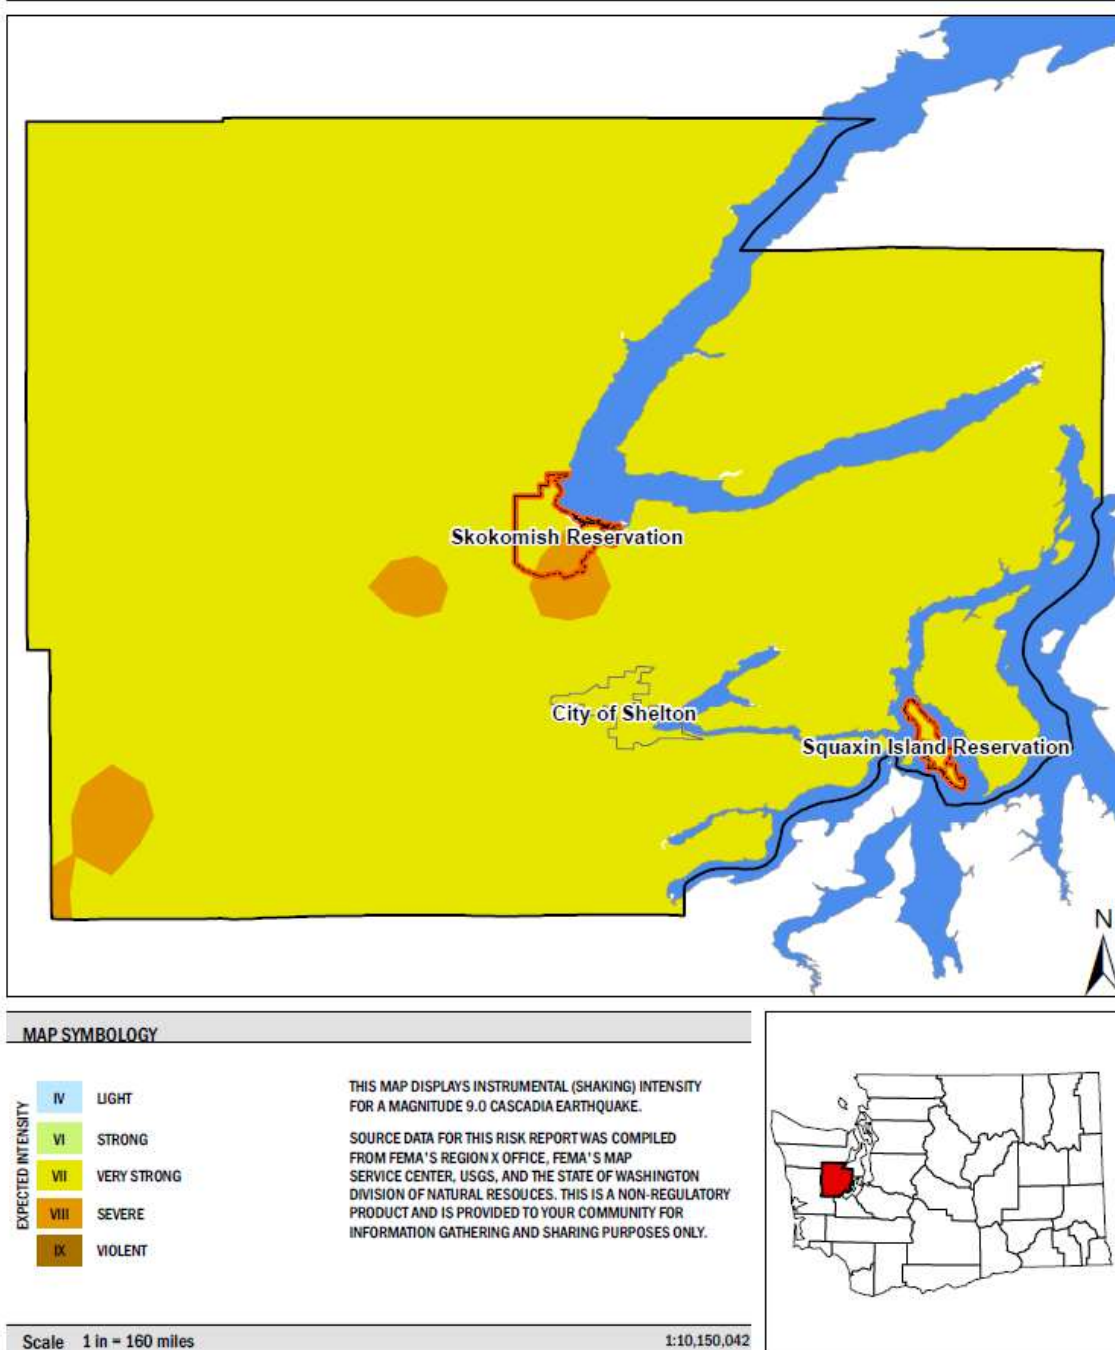 Skokomish Reservation
City of Shelton
Squaxin Island Reservation
N
MAP SYMBOLOGY
EXPECTED INTENSITY
IV LIGHT
VI STRONG
VII VERY STRONG
VIII SEVERE
IX VIOLENT
THIS MAP DISPLAYS INSTRUMENTAL (SHAKING) INTENSITY
FOR A MAGNITUDE 9.0 CASCADIA EARTHQUAKE.
SOURCE DATA FOR THIS RISK REPORT WAS COMPILED
FROM FEMA'S REGION X OFFICE, FEMA'S MAP
SERVICE CENTER, USGS, AND THE STATE OF WASHINGTON
DIVISION OF NATURAL RESOUCES. THIS IS A NON-REGULATORY
PRODUCT AND IS PROVIDED TO YOUR COMMUNITY FOR
INFORMATION GATHERING AND SHARING PURPOSES ONLY.
Scale 1 in = 160 miles 1:10,150,042